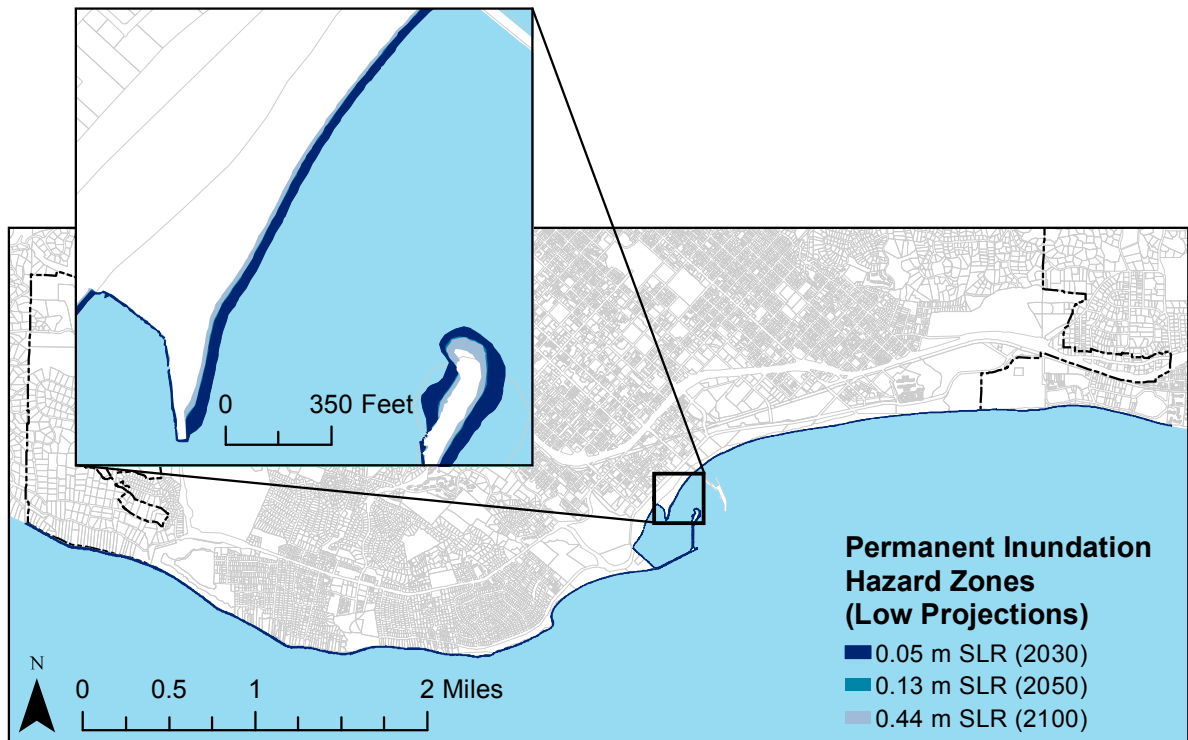 0 350 Feet
Permanent Inundation
Hazard Zones
(Low Projections)
0.05 m SLR (2030)
0.13 m SLR (2050)
0.44 m SLR (2100)
N
0 0.5 1 2 Miles